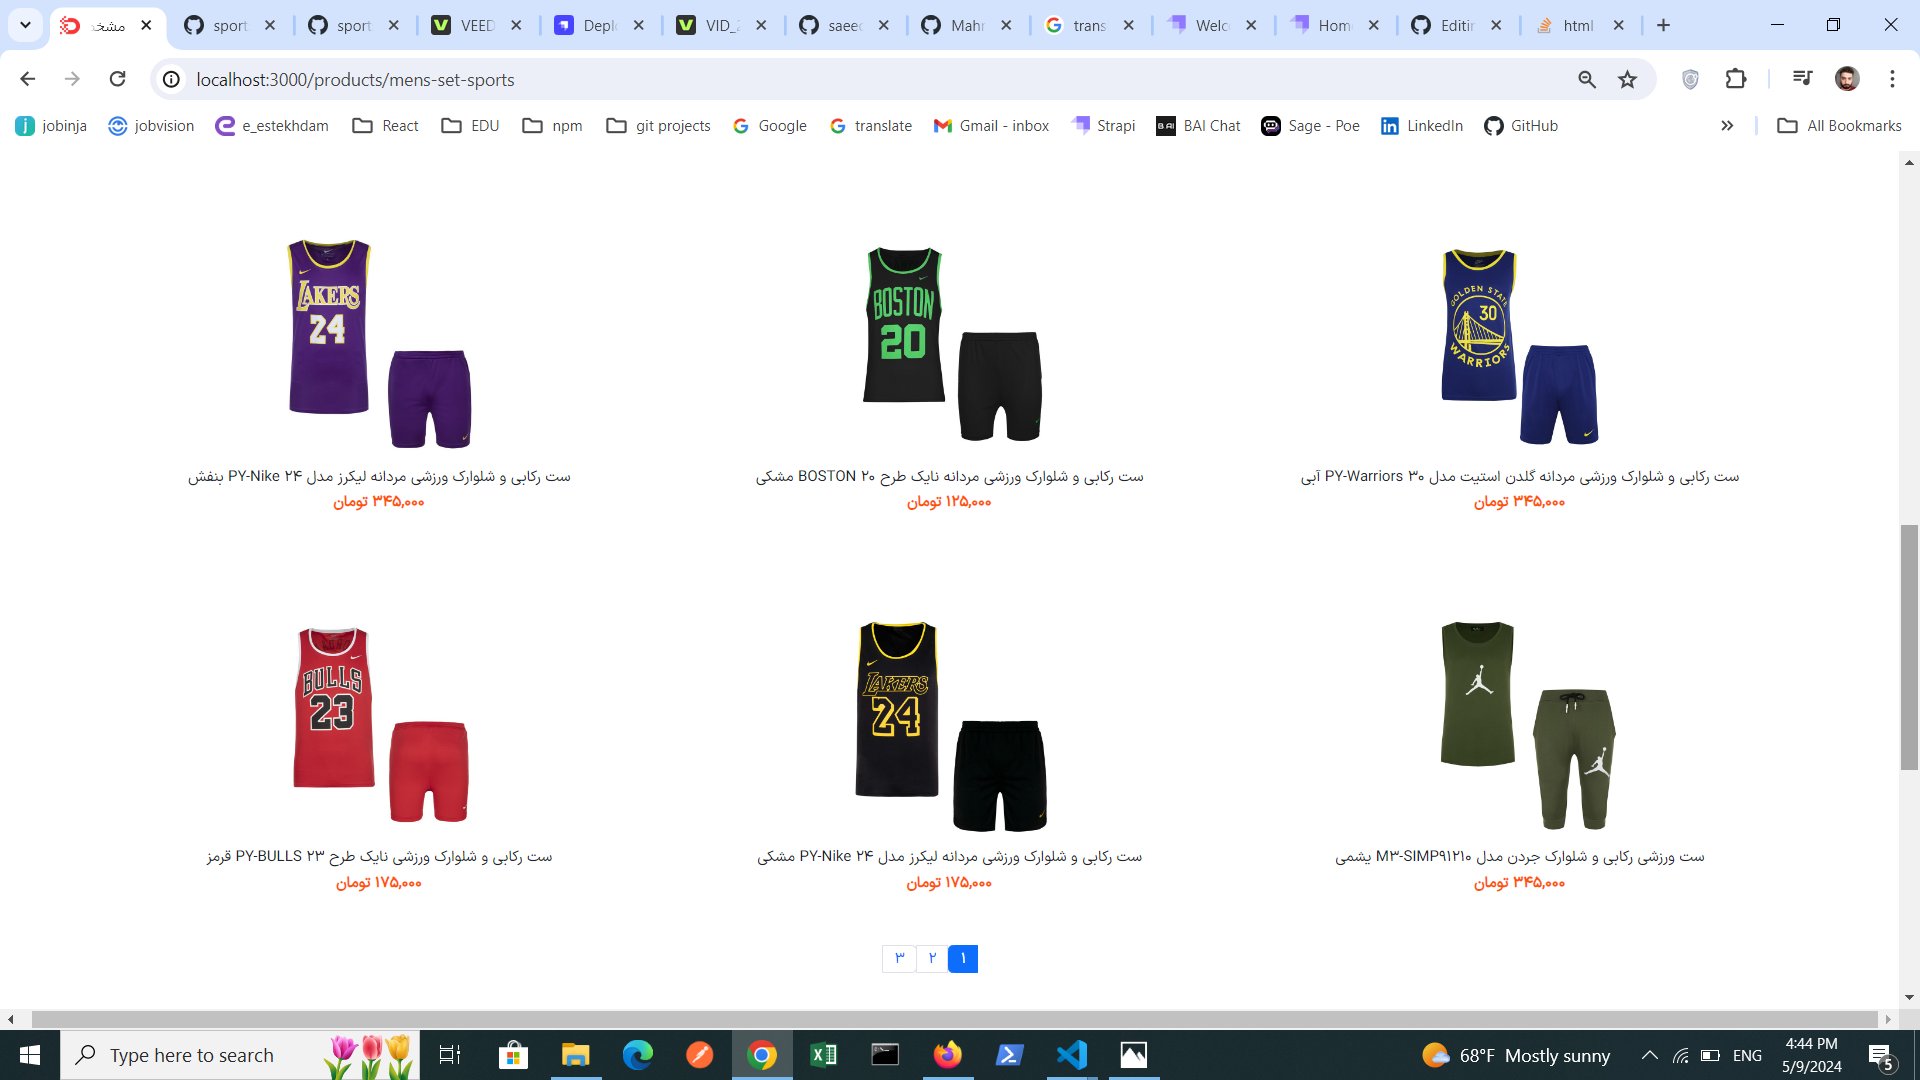 مشخد
sport
sport
VEED
Deplo
VID_2
saeed
Mahr
trans
Welc
Hom
Editin
html
localhost:3000/products/mens-set-sports
jobinja
jobvision
e_estekhdam
React
EDU
npm
git projects
Google
translate
Gmail - inbox
Strapi
BAI Chat
Sage - Poe
LinkedIn
GitHub
All Bookmarks
LAKERS
24
BOSTON
20
GOLDEN STATE
30
WARRIORS
ست رکابی و شلوارک ورزشی مردانه لیکرز مدل PY-Nike ۲۴ بنفش
۳۴۵,۰۰۰ تومان
ست رکابی و شلوارک ورزشی مردانه نایک طرح BOSTON ۲۰ مشکی
۱۲۵,۰۰۰ تومان
ست رکابی و شلوارک ورزشی مردانه گلدن استیت مدل PY-Warriors ۳۰ آبی
۳۴۵,۰۰۰ تومان
BULLS
23
LAKERS
24
ست رکابی و شلوارک ورزشی نایک طرح PY-BULLS ۲۳ قرمز
۱۷۵,۰۰۰ تومان
ست رکابی و شلوارک ورزشی مردانه لیکرز مدل PY-Nike ۲۴ مشکی
۱۷۵,۰۰۰ تومان
ست ورزشی رکابی و شلوارک جردن مدل M۳-SIMP۹۱۲۱۰ یشمی
۳۴۵,۰۰۰ تومان
۱ ۲ ۳
Type here to search
68°F Mostly sunny
ENG
4:44 PM
5/9/2024
5